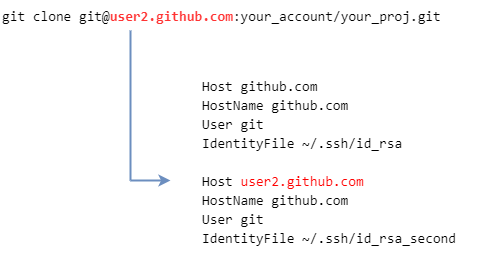 git clone git@user2.github.com:your_account/your_proj.git
Host github.com
HostName github.com
User git
IdentityFile ~/.ssh/id_rsa
Host user2.github.com
HostName github.com
User git
IdentityFile ~/.ssh/id_rsa_second